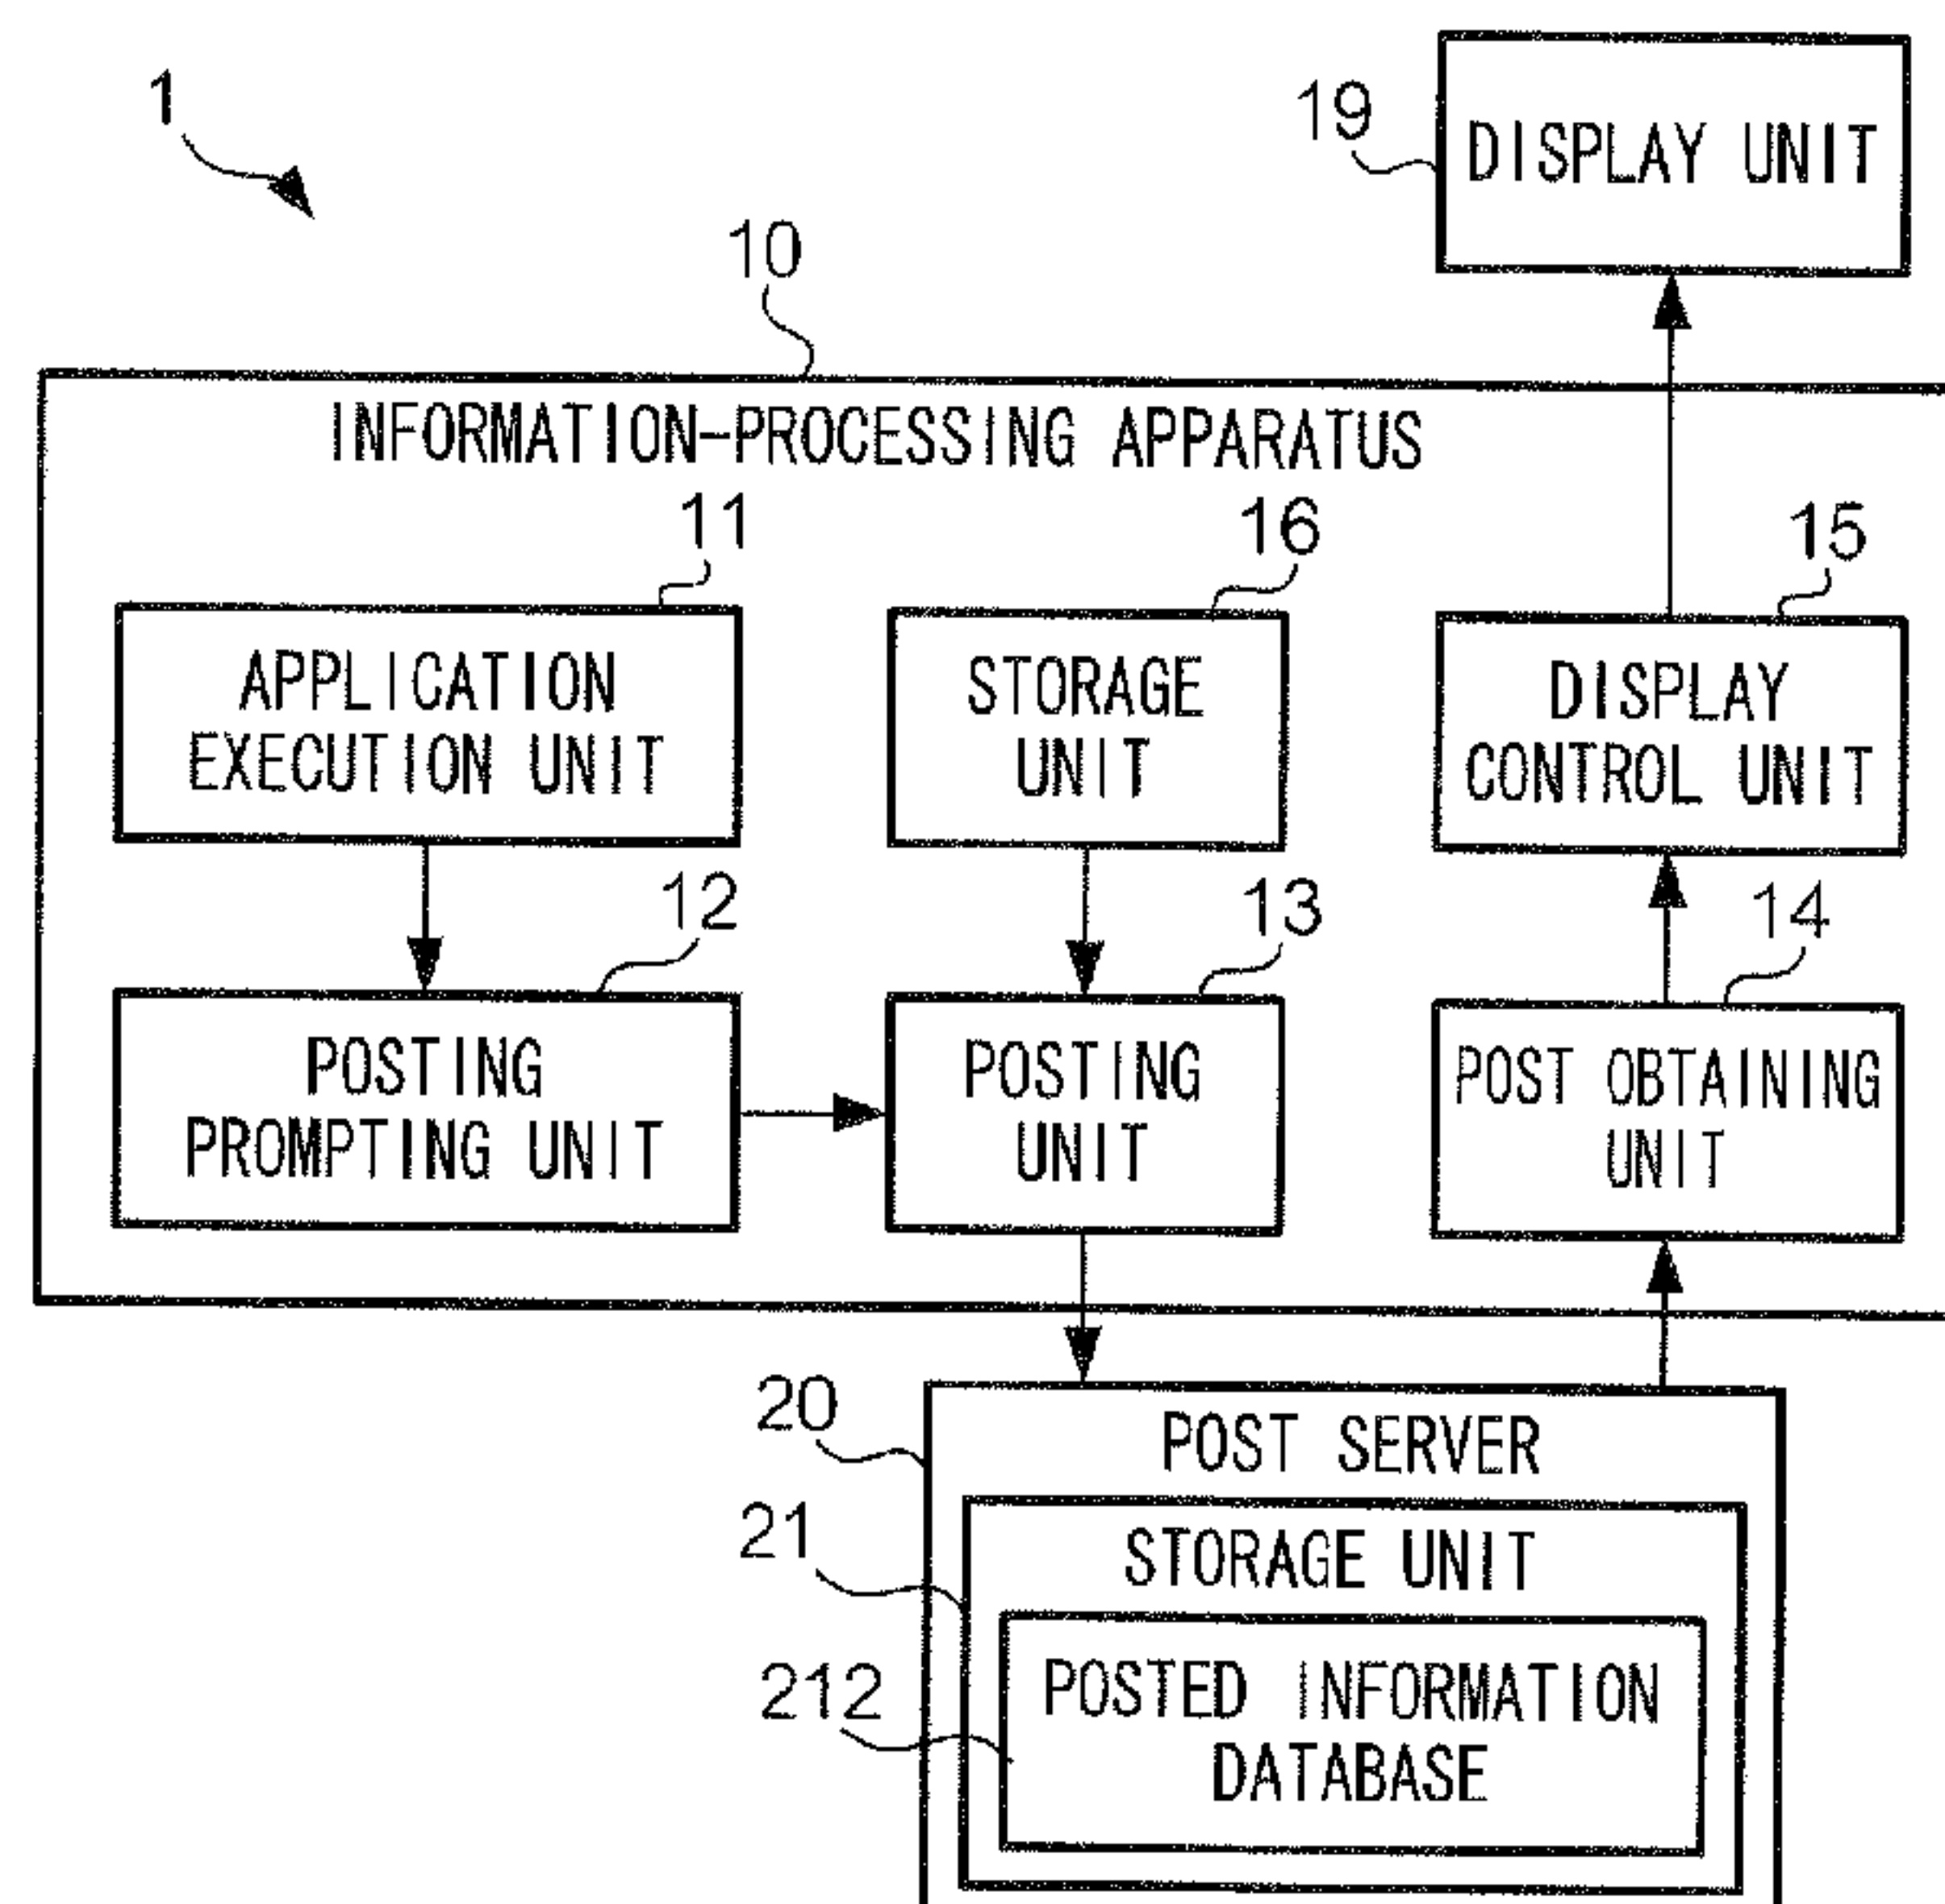 1
19
DISPLAY UNIT
10
INFORMATION-PROCESSING APPARATUS
11
16
15
APPLICATION
EXECUTION UNIT
STORAGE
UNIT
DISPLAY
CONTROL UNIT
12
13
14
POSTING
PROMPTING UNIT
POSTING
UNIT
POST OBTAINING
UNIT
20
POST SERVER
21
STORAGE UNIT
212
POSTED INFORMATION
DATABASE